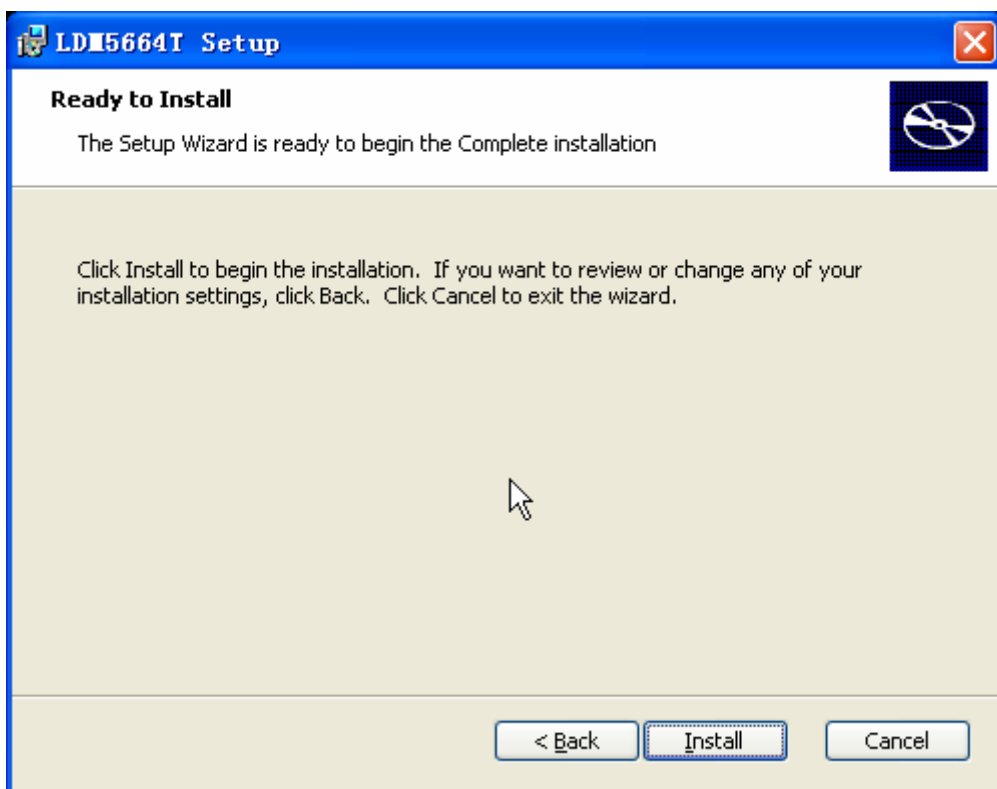 LDM5664T Setup
Ready to Install
The Setup Wizard is ready to begin the Complete installation
Click Install to begin the installation.  If you want to review or change any of your
installation settings, click Back.  Click Cancel to exit the wizard.
< Back
Install
Cancel